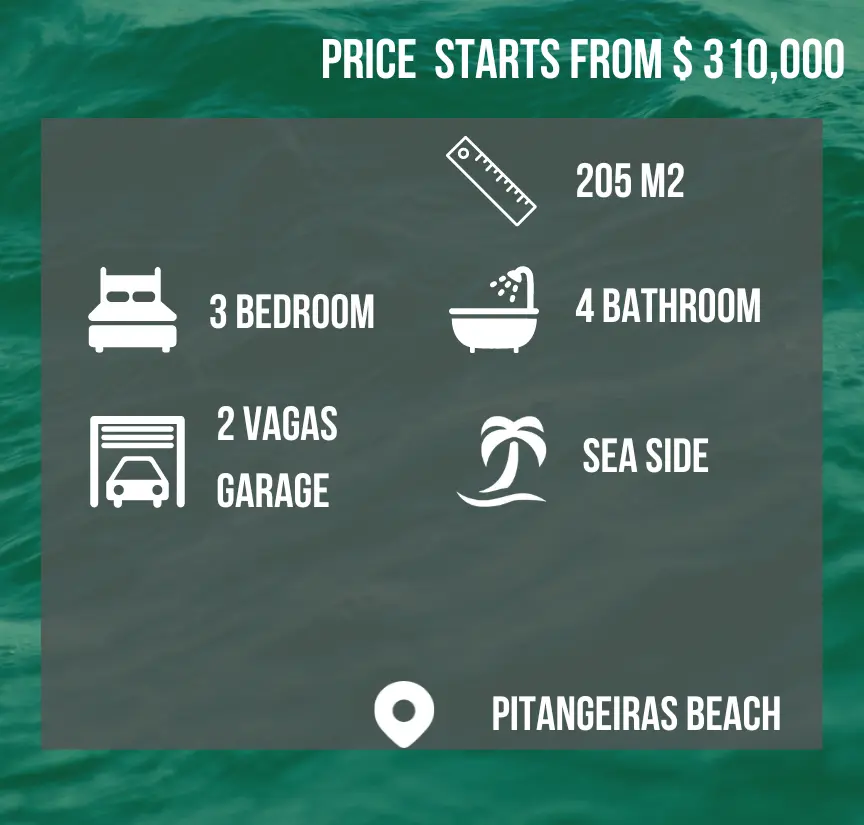 PRICE STARTS FROM $ 310,000
205 M2
3 BEDROOM
4 BATHROOM
2 VAGAS
GARAGE
SEA SIDE
PITANGEIRAS BEACH